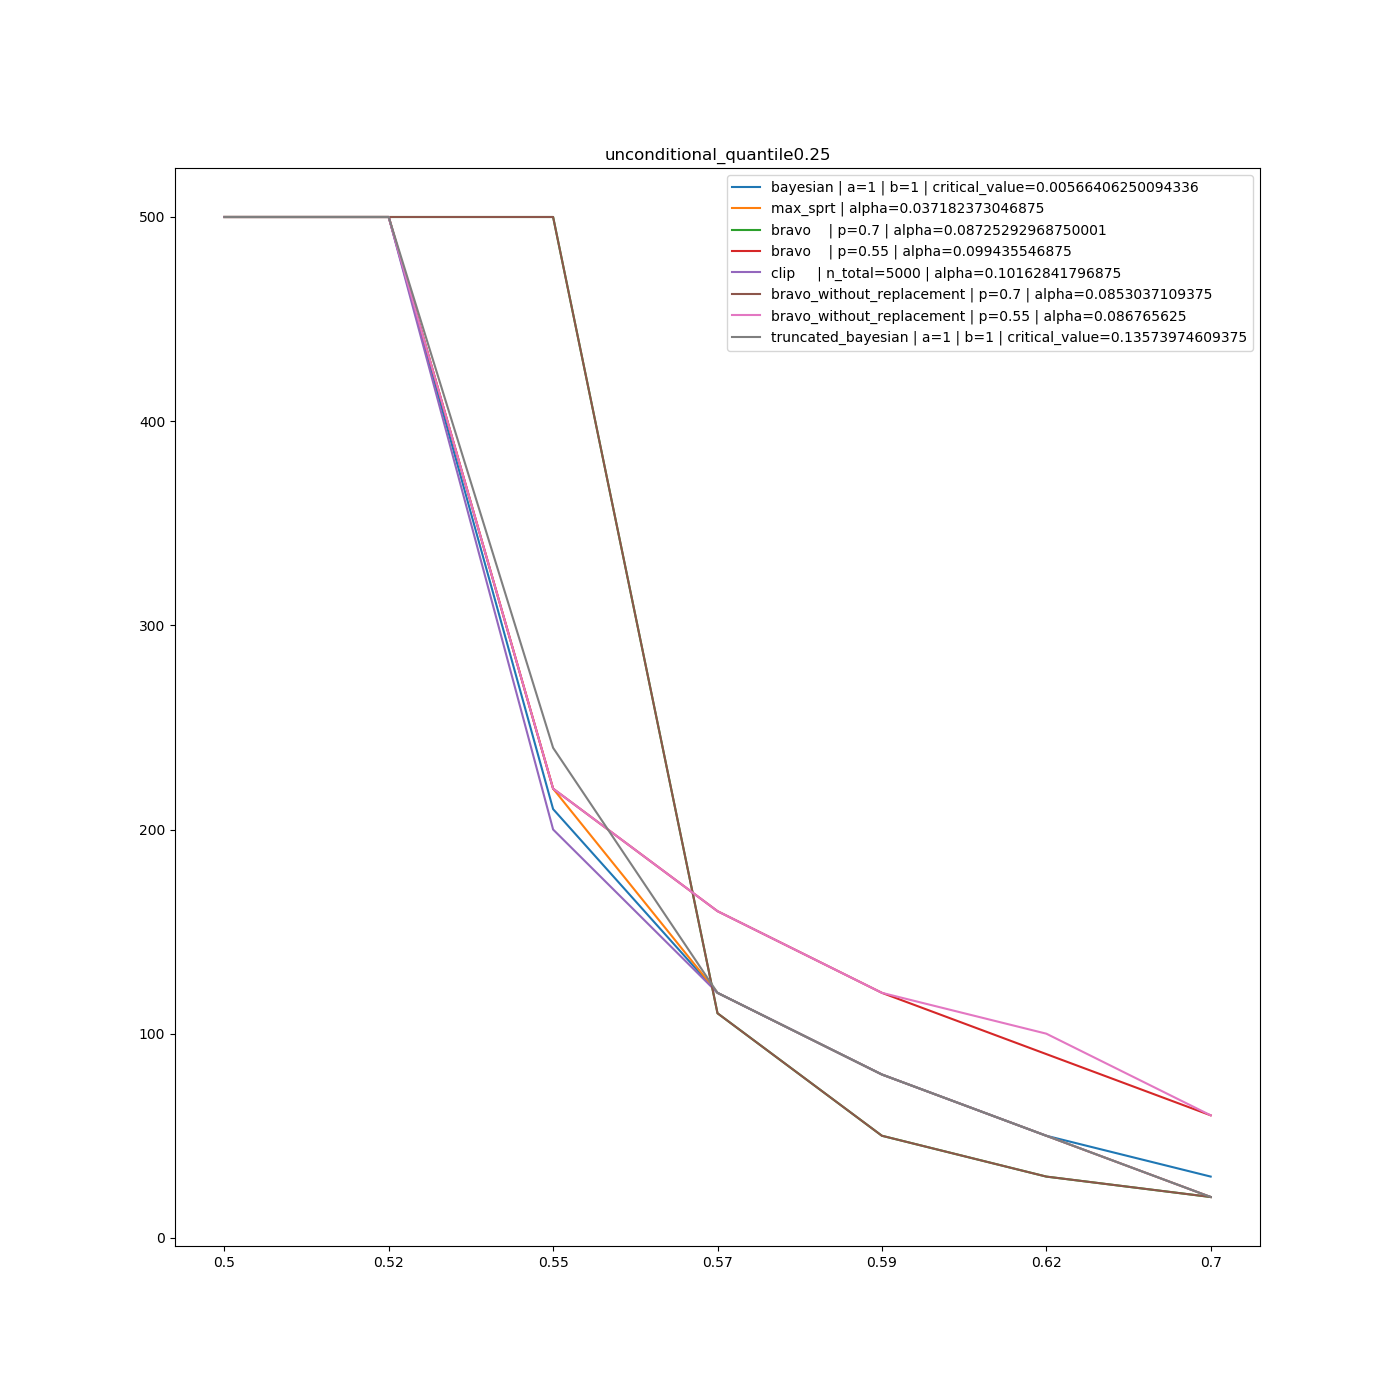 unconditional_quantile0.25
bayesian | a=1 | b=1 | critical_value=0.00566406250094336
max_sprt | alpha=0.037182373046875
bravo    | p=0.7 | alpha=0.08725292968750001
bravo    | p=0.55 | alpha=0.099435546875
clip     | n_total=5000 | alpha=0.10162841796875
bravo_without_replacement | p=0.7 | alpha=0.0853037109375
bravo_without_replacement | p=0.55 | alpha=0.086765625
truncated_bayesian | a=1 | b=1 | critical_value=0.13573974609375
500
400
300
200
100
0
0.5 0.52 0.55 0.57 0.59 0.62 0.7